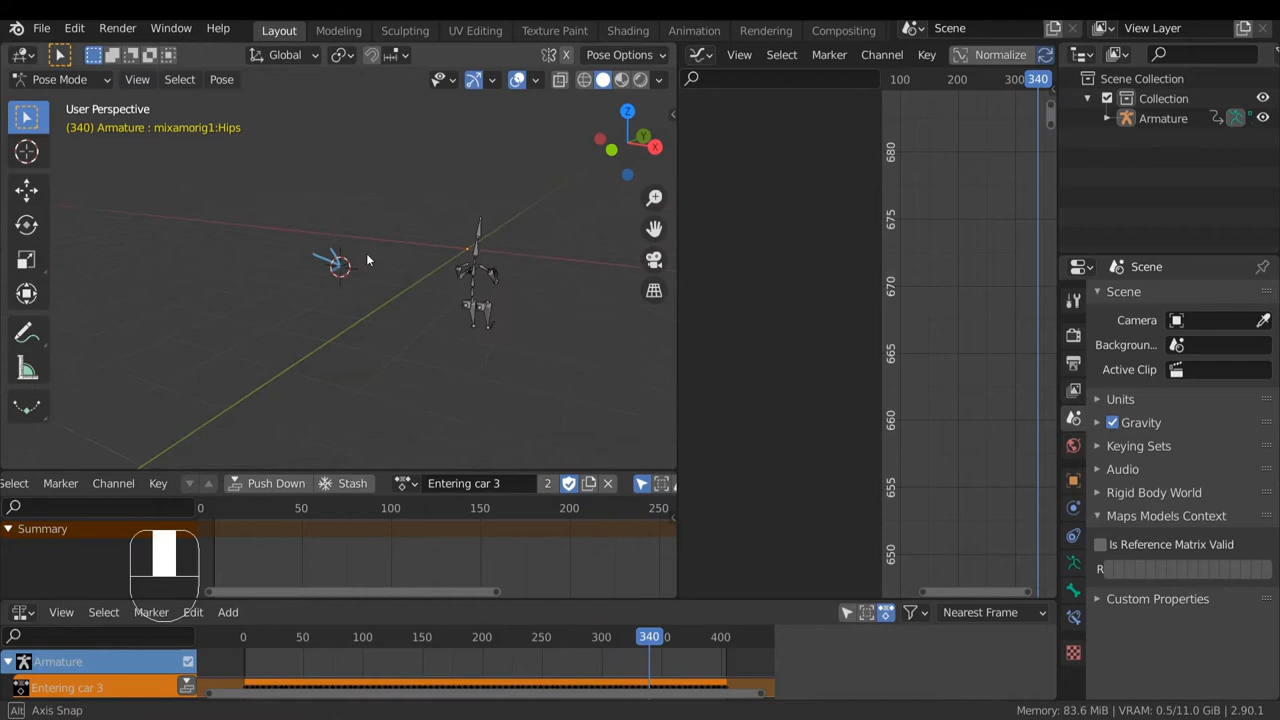 File Edit Render Window Help Layout Modeling Sculpting UV Editing Texture Paint Shading Animation Rendering Compositing Scene View Layer
Global Pose Options View Select Marker Channel Key Normalize
Pose Mode View Select Pose 100 200 300 340 Scene Collection
User Perspective Collection
(340) Armature : mixamorig1:Hips Armature
Z
Y
X
680
675
670
665
660
655
650
Scene
Scene
Camera
Backgroun...
Active Clip
Units
Gravity
Keying Sets
Audio
Rigid Body World
Maps Models Context
Is Reference Matrix Valid
R
Custom Properties
Select Marker Channel Key Push Down Stash Entering car 3 2
0 50 100 150 200 250
Summary
View Select Marker Edit Add Nearest Frame
0 50 100 150 200 250 300 340 0 400
Armature
Entering car 3
Alt Axis Snap Memory: 83.6 MiB | VRAM: 0.5/11.0 GiB | 2.90.1